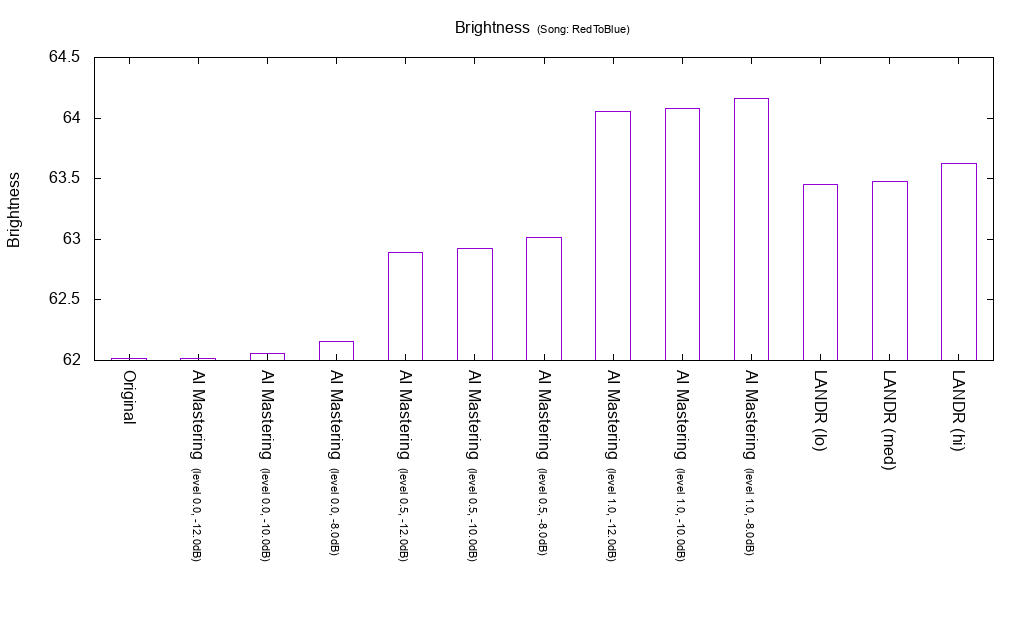 Brightness (Song: RedToBlue)
Brightness
64.5
64
63.5
63
62.5
62
Original
AI Mastering (level 0.0, -12.0dB)
AI Mastering (level 0.0, -10.0dB)
AI Mastering (level 0.0, -8.0dB)
AI Mastering (level 0.5, -12.0dB)
AI Mastering (level 0.5, -10.0dB)
AI Mastering (level 0.5, -8.0dB)
AI Mastering (level 1.0, -12.0dB)
AI Mastering (level 1.0, -10.0dB)
AI Mastering (level 1.0, -8.0dB)
LANDR (lo)
LANDR (med)
LANDR (hi)